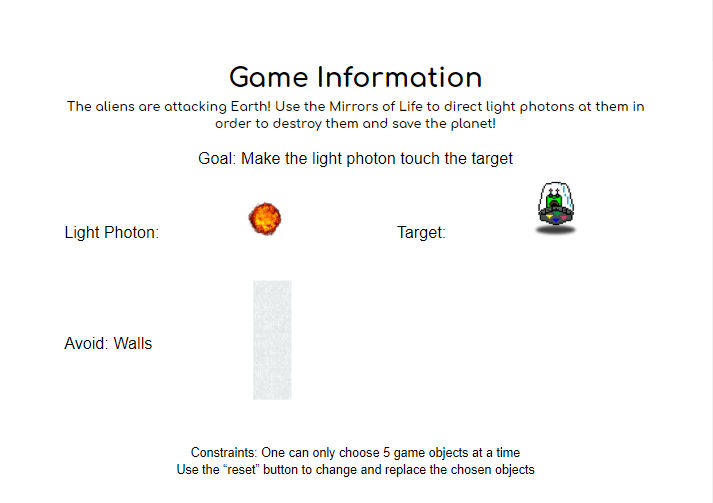 Game Information
The aliens are attacking Earth! Use the Mirrors of Life to direct light photons at them in
order to destroy them and save the planet!
Goal: Make the light photon touch the target
Light Photon:
Target:
Avoid: Walls
Constraints: One can only choose 5 game objects at a time
Use the “reset” button to change and replace the chosen objects